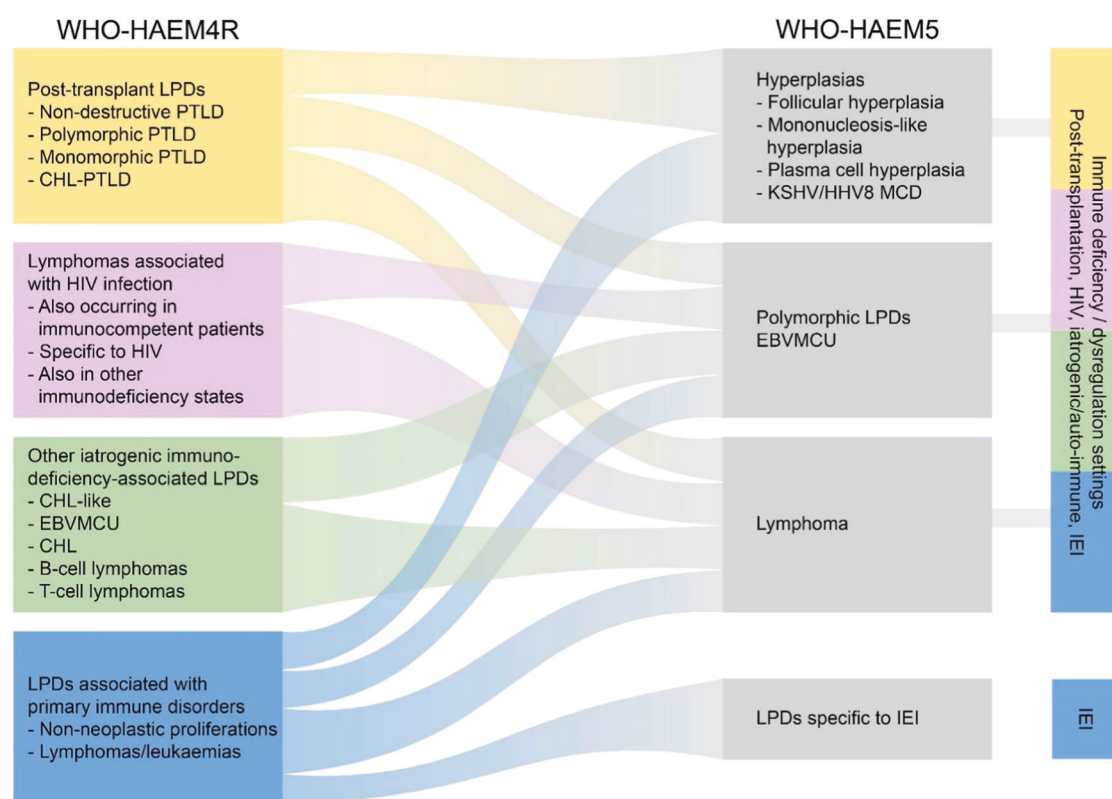 WHO-HAEM4R
Post-transplant LPDs
- Non-destructive PTLD
- Polymorphic PTLD
- Monomorphic PTLD
- CHL-PTLD
Lymphomas associated
with HIV infection
- Also occurring in
immunocompetent patients
- Specific to HIV
- Also in other
immunodeficiency states
Other iatrogenic immuno-
deficiency-associated LPDs
- CHL-like
- EBVMCU
- CHL
- B-cell lymphomas
- T-cell lymphomas
LPDs associated with
primary immune disorders
- Non-neoplastic proliferations
- Lymphomas/leukaemias
WHO-HAEM5
Hyperplasias
- Follicular hyperplasia
- Mononucleosis-like
hyperplasia
- Plasma cell hyperplasia
- KSHV/HHV8 MCD
Polymorphic LPDs
EBVMCU
Lymphoma
LPDs specific to IEI
Immune deficiency / dysregulation settings
Post-transplantation, HIV, iatrogenic/auto-immune, IEI
IEI